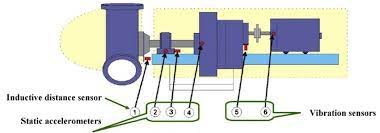 1
2
3
4
5
6
Inductive distance sensor
Static accelerometers
Vibration sensors